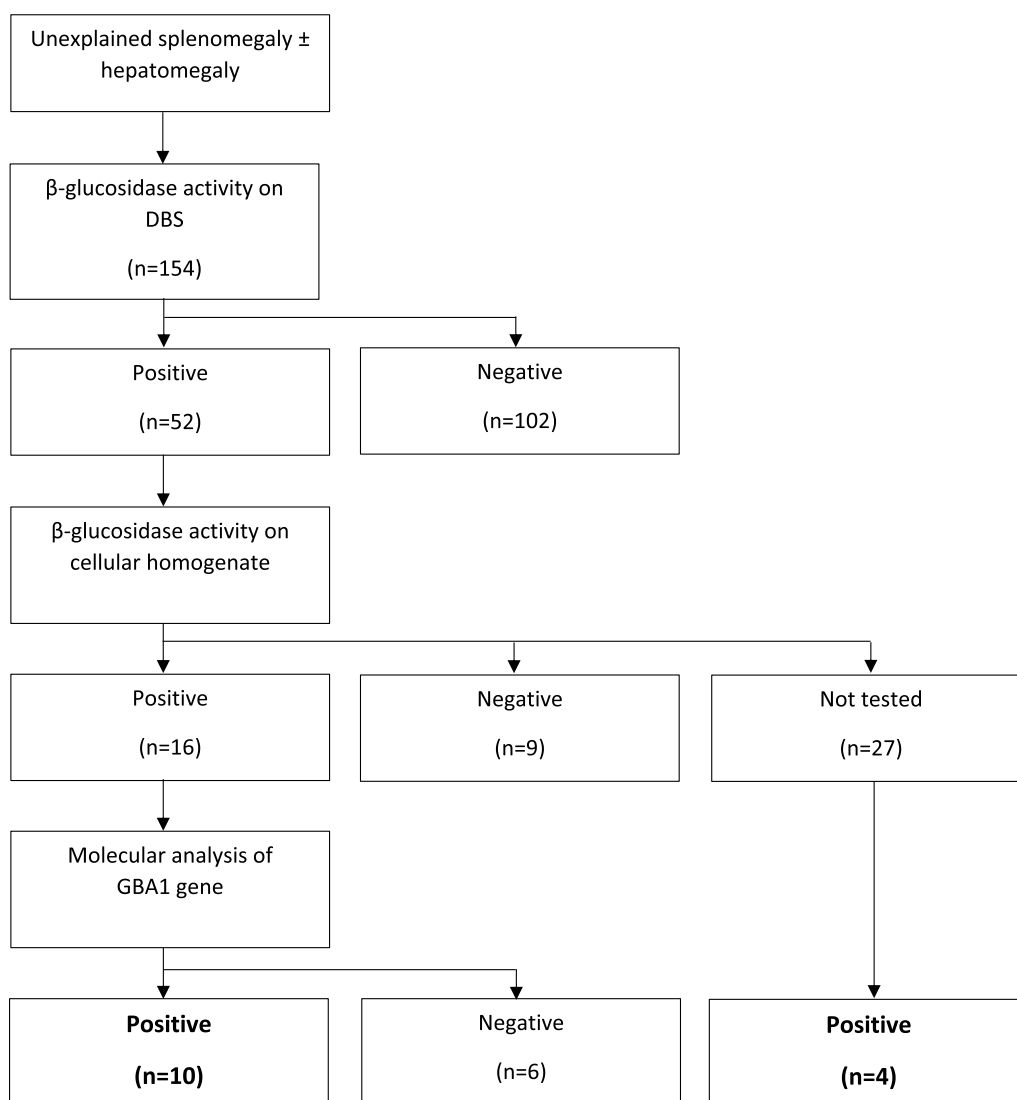 Unexplained splenomegaly ±
hepatomegaly
β-glucosidase activity on
DBS
(n=154)
Positive
(n=52)
Negative
(n=102)
β-glucosidase activity on
cellular homogenate
Positive
(n=16)
Negative
(n=9)
Not tested
(n=27)
Molecular analysis of
GBA1 gene
Positive
(n=10)
Negative
(n=6)
Positive
(n=4)